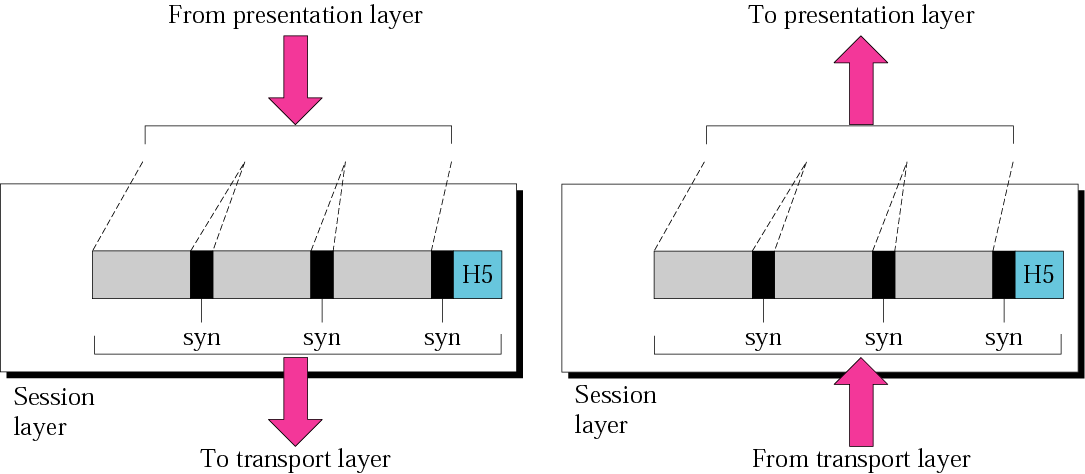 From presentation layer
To presentation layer
H5
H5
syn
syn
syn
syn
syn
syn
Session
layer
Session
layer
To transport layer
From transport layer